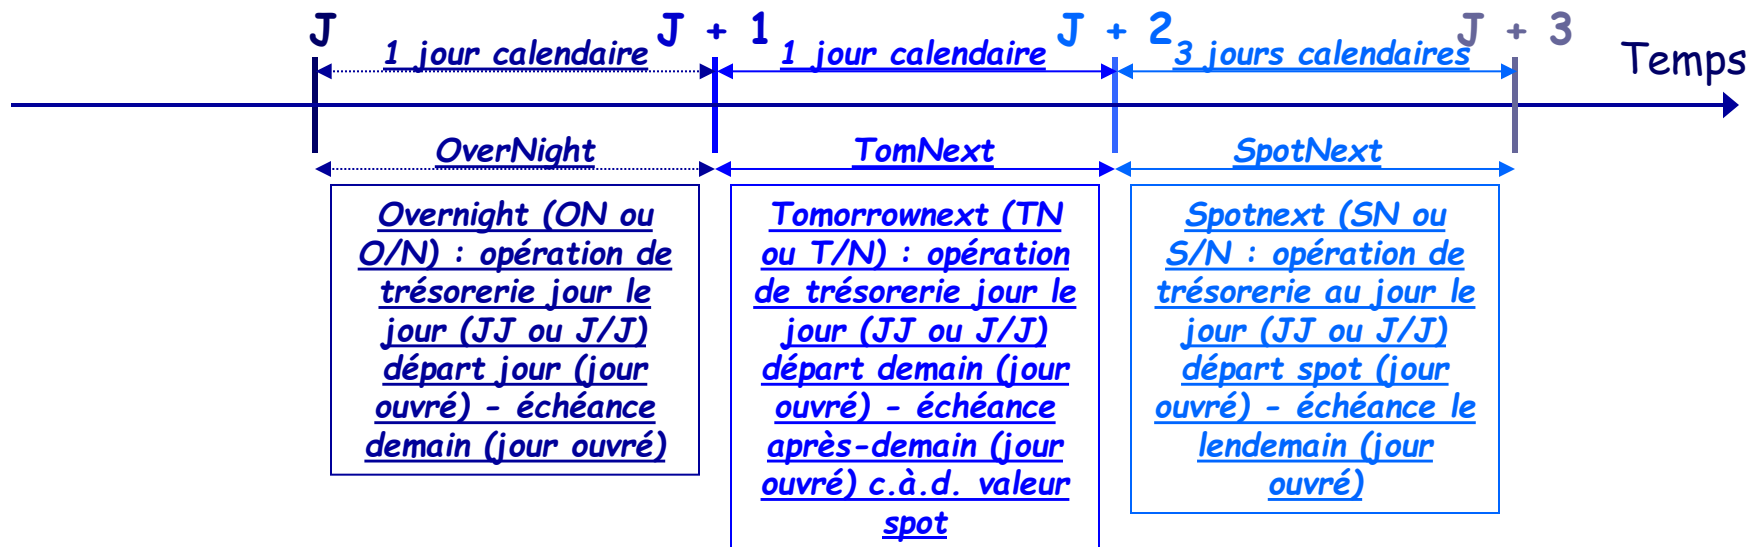 J
J + 1
J + 2
J + 3
1 jour calendaire
1 jour calendaire
3 jours calendaires
Temps
OverNight
TomNext
SpotNext
Overnight (ON ou
O/N) : opération de
trésorerie jour le
jour (JJ ou J/J)
départ jour (jour
ouvré) - échéance
demain (jour ouvré)
Tomorrownext (TN
ou T/N) : opération
de trésorerie jour le
jour (JJ ou J/J)
départ demain (jour
ouvré) - échéance
après-demain (jour
ouvré) c.à.d. valeur
spot
Spotnext (SN ou
S/N : opération de
trésorerie au jour le
jour (JJ ou J/J)
départ spot (jour
ouvré) - échéance le
lendemain (jour
ouvré)